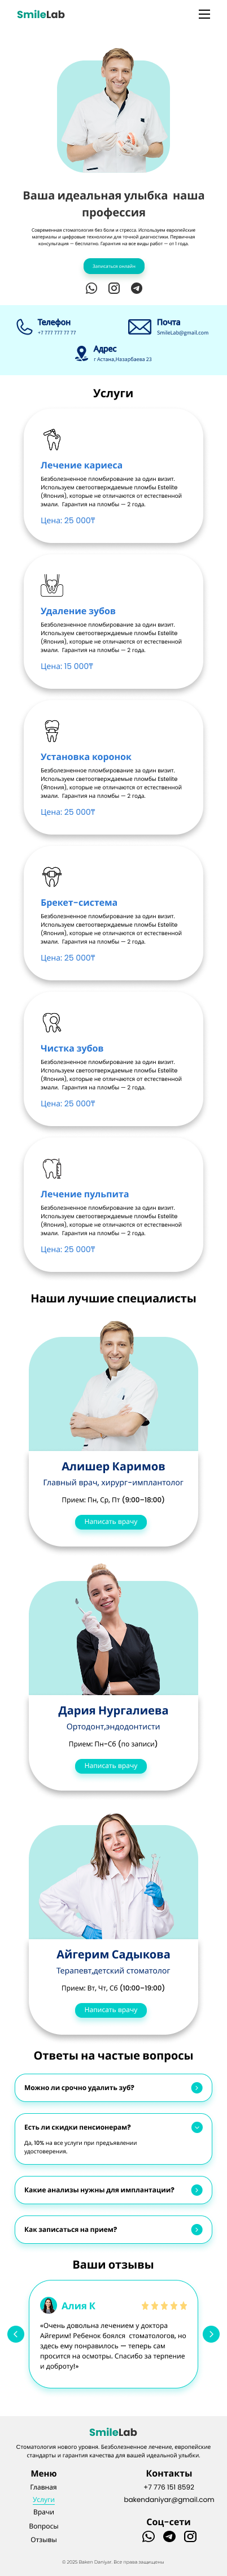 SmileLab
Ваша идеальная улыбка наша
профессия
Современная стоматология без боли и стресса. Используем европейские
материалы и цифровые технологии для точной диагностики. Первичная
консультация — бесплатно. Гарантия на все виды работ — от 1 года.
Записаться онлайн
Телефон
+7 777 777 77 77
Почта
SmileLab@gmail.com
Адрес
г Астана,Назарбаева 23
Услуги
Лечение кариеса
Безболезненное пломбирование за один визит.
Используем светоотверждаемые пломбы Estelite
(Япония), которые не отличаются от естественной
эмали. Гарантия на пломбы — 2 года.
Цена: 25 000₸
Удаление зубов
Безболезненное пломбирование за один визит.
Используем светоотверждаемые пломбы Estelite
(Япония), которые не отличаются от естественной
эмали. Гарантия на пломбы — 2 года.
Цена: 15 000₸
Установка коронок
Безболезненное пломбирование за один визит.
Используем светоотверждаемые пломбы Estelite
(Япония), которые не отличаются от естественной
эмали. Гарантия на пломбы — 2 года.
Цена: 25 000₸
Брекет-система
Безболезненное пломбирование за один визит.
Используем светоотверждаемые пломбы Estelite
(Япония), которые не отличаются от естественной
эмали. Гарантия на пломбы — 2 года.
Цена: 25 000₸
Чистка зубов
Безболезненное пломбирование за один визит.
Используем светоотверждаемые пломбы Estelite
(Япония), которые не отличаются от естественной
эмали. Гарантия на пломбы — 2 года.
Цена: 25 000₸
Лечение пульпита
Безболезненное пломбирование за один визит.
Используем светоотверждаемые пломбы Estelite
(Япония), которые не отличаются от естественной
эмали. Гарантия на пломбы — 2 года.
Цена: 25 000₸
Наши лучшие специалисты
Алишер Каримов
Главный врач, хирург-имплантолог
Прием: Пн, Ср, Пт (9:00-18:00)
Написать врачу
Дария Нургалиева
Ортодонт,эндодонтисти
Прием: Пн-Сб (по записи)
Написать врачу
Айгерим Садыкова
Терапевт,детский стоматолог
Прием: Вт, Чт, Сб (10:00-19:00)
Написать врачу
Ответы на частые вопросы
Можно ли срочно удалить зуб?
Есть ли скидки пенсионерам?
Да, 10% на все услуги при предъявлении
удостоверения.
Какие анализы нужны для имплантации?
Как записаться на прием?
Ваши отзывы
Алия К
«Очень довольна лечением у доктора
Айгерим! Ребенок боялся стоматологов, но
здесь ему понравилось — теперь сам
просится на осмотры. Спасибо за терпение
и доброту!»
SmileLab
Стоматология нового уровня. Безболезненное лечение, европейские
стандарты и гарантия качества для вашей идеальной улыбки.
Меню
Главная
Услуги
Врачи
Вопросы
Отзывы
Контакты
+7 776 151 8592
bakendaniyar@gmail.com
Соц-сети
© 2025 Baken Daniyar. Все права защищены